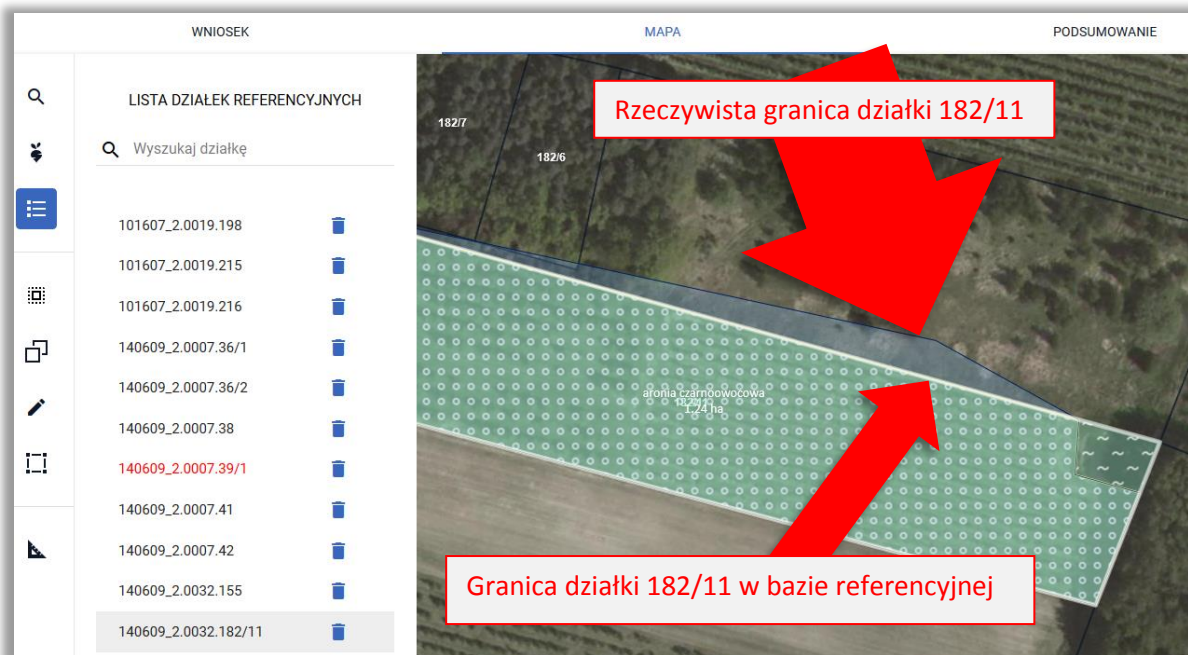 WNIOSEK
MAPA
PODSUMOWANIE
LISTA DZIAŁEK REFERENCYJNYCH
Wyszukaj działkę
101607_2.0019.198
101607_2.0019.215
101607_2.0019.216
140609_2.0007.36/1
140609_2.0007.36/2
140609_2.0007.38
140609_2.0007.39/1
140609_2.0007.41
140609_2.0007.42
140609_2.0032.155
140609_2.0032.182/11
182/7
182/6
Rzeczywista granica działki 182/11
aronia czarnoowocowa
1,24 ha
Granica działki 182/11 w bazie referencyjnej